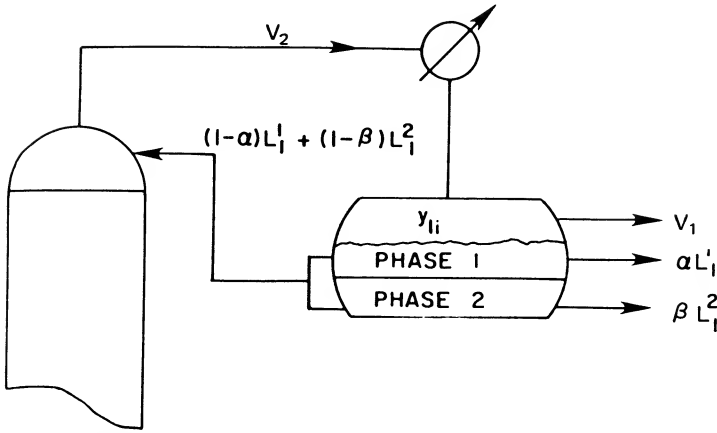 V₂
(1-α)L₁¹ + (1-β)L₁²
y₁ᵢ
V₁
PHASE 1
αL₁¹
PHASE 2
βL₁²